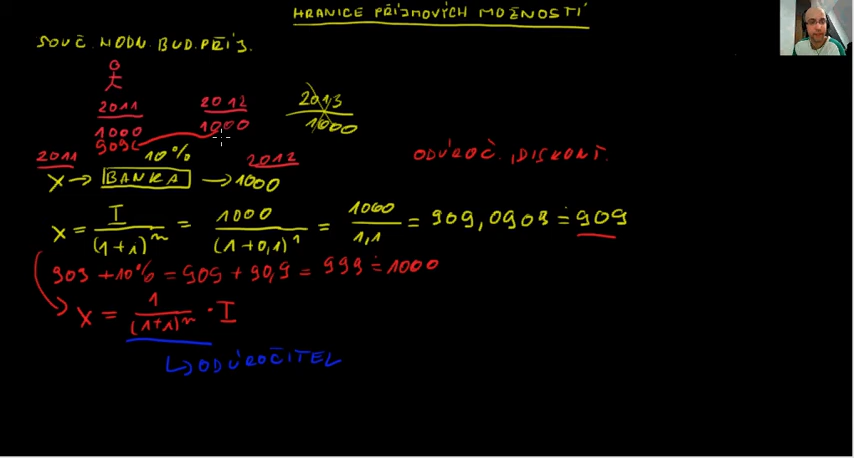 HRANICE PŘÍJMOVÝCH MOŽNOSTÍ
SOUČ. HODN. BUD. PŘÍJ.
2011 2012 2013
1000 1000 1000
909
2011 10% 2012
X → BANKA → 1000
ODÚROČ. DISKONT.
X = I/(1+i)ⁿ = 1000/(1+0,1)¹ = 1000/1,1 = 909,0909 ≐ 909
909 + 10% = 909 + 90,9 = 999 ≐ 1000
X = 1/(1+i)ⁿ · I
↳ ODÚROČITEL